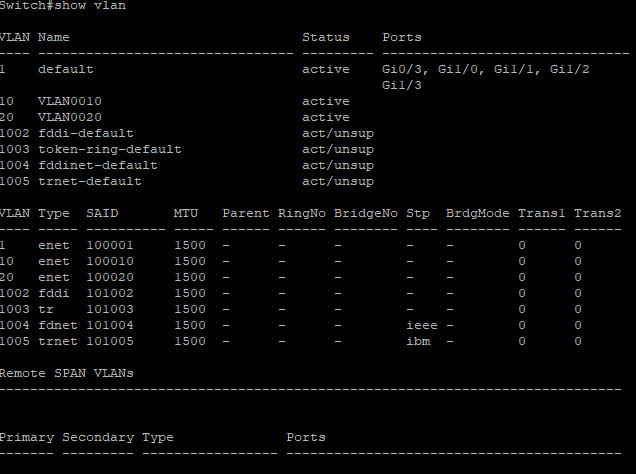 Switch#show vlan
VLAN Name                             Status    Ports
---- -------------------------------- --------- -------------------------------
1    default                          active    Gi0/3, Gi1/0, Gi1/1, Gi1/2
                                                Gi1/3
10   VLAN0010                         active
20   VLAN0020                         active
1002 fddi-default                     act/unsup
1003 token-ring-default               act/unsup
1004 fddinet-default                  act/unsup
1005 trnet-default                    act/unsup
VLAN Type  SAID       MTU   Parent RingNo BridgeNo Stp  BrdgMode Trans1 Trans2
---- ----- ---------- ----- ------ ------ -------- ---- -------- ------ ------
1    enet  100001     1500  -      -      -        -    -        0      0
10   enet  100010     1500  -      -      -        -    -        0      0
20   enet  100020     1500  -      -      -        -    -        0      0
1002 fddi  101002     1500  -      -      -        -    -        0      0
1003 tr    101003     1500  -      -      -        -    -        0      0
1004 fdnet 101004     1500  -      -      -        ieee -        0      0
1005 trnet 101005     1500  -      -      -        ibm  -        0      0
Remote SPAN VLANs
------------------------------------------------------------------------------
Primary Secondary Type              Ports
------- --------- ----------------- ------------------------------------------